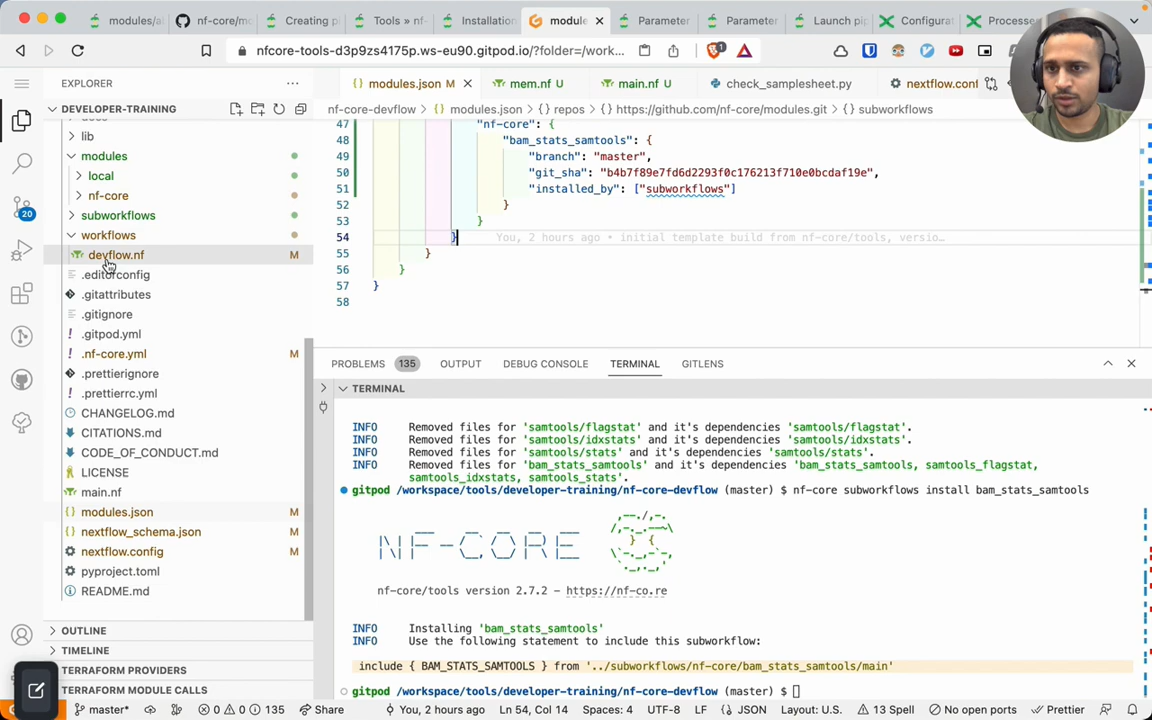 modules/a
nf-core/mo
Creating p
Tools » nf-
Installation
module
Parameter
Parameter
Launch pip
Configurat
Processe
nfcore-tools-d3p9zs4175p.ws-eu90.gitpod.io/?folder=/work...
1
EXPLORER
modules.json M
mem.nf U
main.nf U
check_samplesheet.py
nextflow.conf
DEVELOPER-TRAINING
nf-core-devflow > modules.json > {} repos > {} https://github.com/nf-core/modules.git > {} subworkflows
docs
lib
modules
local
nf-core
subworkflows
workflows
devflow.nf M
.editorconfig
.gitattributes
.gitignore
.gitpod.yml
.nf-core.yml M
.prettierignore
.prettierrc.yml
CHANGELOG.md
CITATIONS.md
CODE_OF_CONDUCT.md
LICENSE
main.nf
modules.json M
nextflow_schema.json M
nextflow.config M
pyproject.toml
README.md
OUTLINE
TIMELINE
TERRAFORM PROVIDERS
TERRAFORM MODULE CALLS
20
47 "nf-core": {
48 "bam_stats_samtools": {
49 "branch": "master",
50 "git_sha": "b4b7f89e7fd6d2293f0c176213f710e0bcdaf19e",
51 "installed_by": ["subworkflows"]
52 }
53 }
54 } You, 2 hours ago • initial template build from nf-core/tools, versio…
55 }
56 }
57 }
58
PROBLEMS 135 OUTPUT DEBUG CONSOLE TERMINAL GITLENS
TERMINAL
INFO Removed files for 'samtools/flagstat' and it's dependencies 'samtools/flagstat'.
INFO Removed files for 'samtools/idxstats' and it's dependencies 'samtools/idxstats'.
INFO Removed files for 'samtools/stats' and it's dependencies 'samtools/stats'.
INFO Removed files for 'bam_stats_samtools' and it's dependencies 'bam_stats_samtools, samtools_flagstat,
samtools_idxstats, samtools_stats'.
gitpod /workspace/tools/developer-training/nf-core-devflow (master) $ nf-core subworkflows install bam_stats_samtools
NF-CORE
nf-core/tools version 2.7.2 - https://nf-co.re
INFO Installing 'bam_stats_samtools'
INFO Use the following statement to include this subworkflow:
include { BAM_STATS_SAMTOOLS } from '../subworkflows/nf-core/bam_stats_samtools/main'
gitpod /workspace/tools/developer-training/nf-core-devflow (master) $
master* 0 0 135 Share You, 2 hours ago Ln 54, Col 14 Spaces: 4 UTF-8 LF {} JSON Layout: U.S. 13 Spell No open ports Prettier